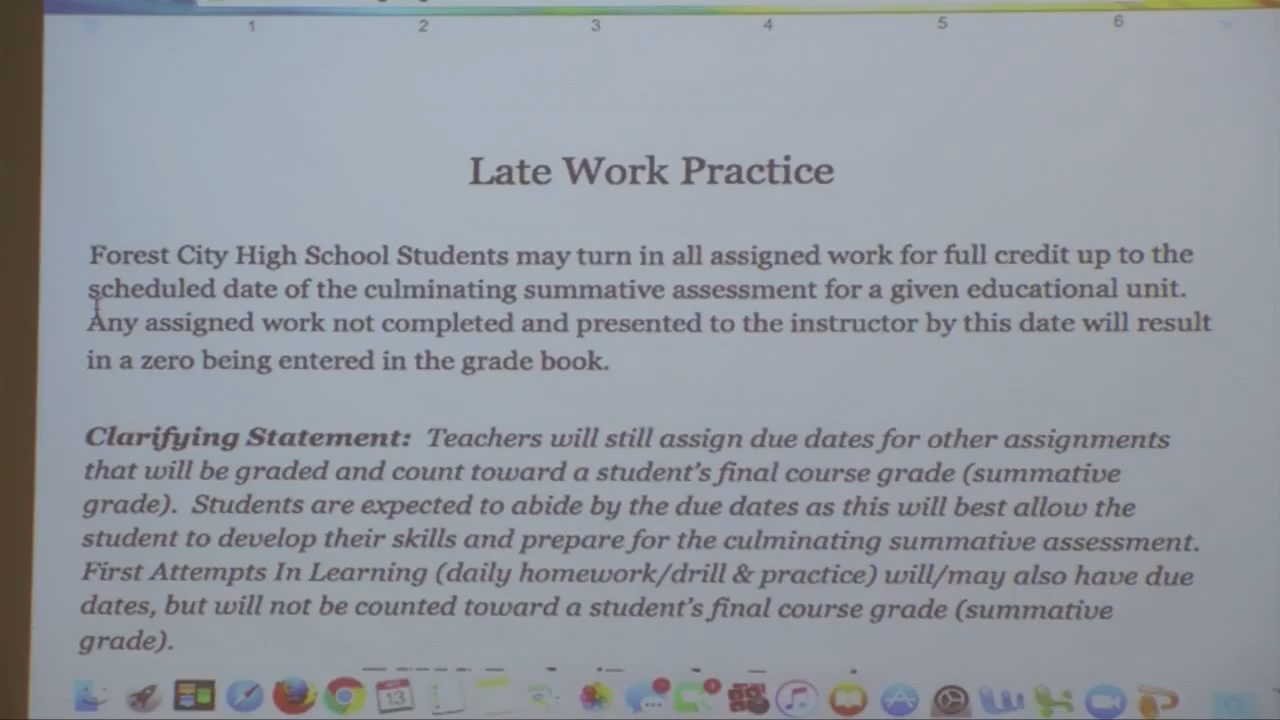 1 2 3 4 5 6
Late Work Practice
Forest City High School Students may turn in all assigned work for full credit up to the
scheduled date of the culminating summative assessment for a given educational unit.
Any assigned work not completed and presented to the instructor by this date will result
in a zero being entered in the grade book.
Clarifying Statement: Teachers will still assign due dates for other assignments
that will be graded and count toward a student's final course grade (summative
grade). Students are expected to abide by the due dates as this will best allow the
student to develop their skills and prepare for the culminating summative assessment.
First Attempts In Learning (daily homework/drill & practice) will/may also have due
dates, but will not be counted toward a student's final course grade (summative
grade).
13